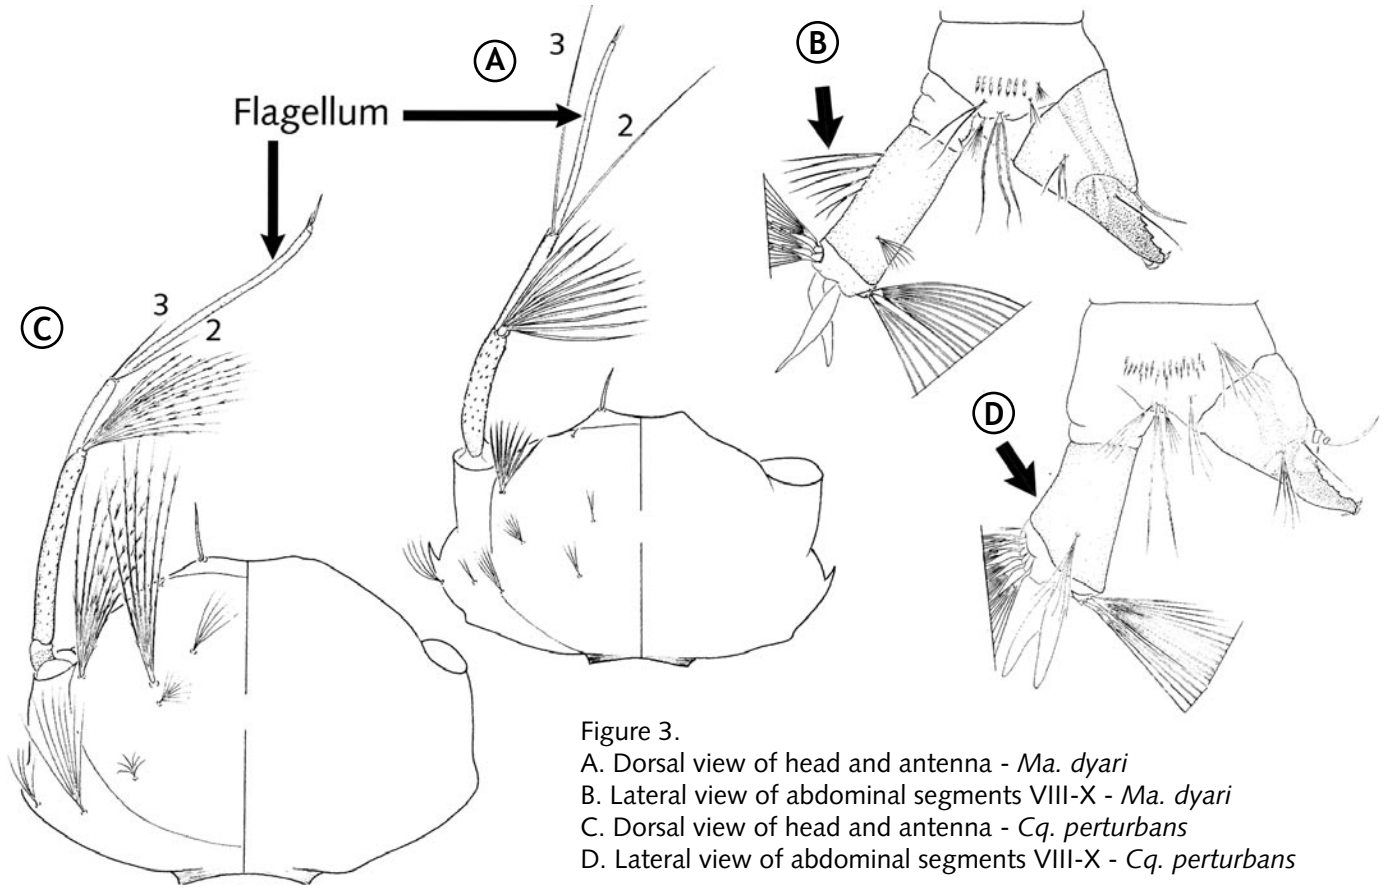 A
3
B
Flagellum
2
3
2
C
D
Figure 3.
A. Dorsal view of head and antenna - Ma. dyari
B. Lateral view of abdominal segments VIII-X - Ma. dyari
C. Dorsal view of head and antenna - Cq. perturbans
D. Lateral view of abdominal segments VIII-X - Cq. perturbans